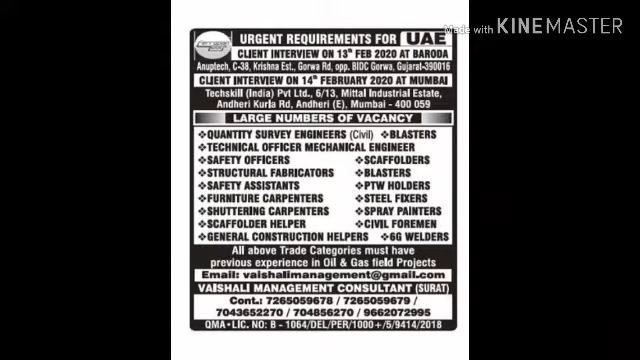 Made with KINEMASTER
URGENT REQUIREMENTS FOR UAE
CLIENT INTERVIEW ON 13th FEB 2020 AT BARODA
Anuptech, C-38, Krishna Est., Gorwa Rd, opp. BIDC Gorwa, Gujarat-390016
CLIENT INTERVIEW ON 14th FEBRUARY 2020 AT MUMBAI
Techskill (India) Pvt Ltd., 6/13, Mittal Industrial Estate,
Andheri Kurla Rd, Andheri (E), Mumbai - 400 059
LARGE NUMBERS OF VACANCY
❖QUANTITY SURVEY ENGINEERS (Civil) ❖BLASTERS
❖TECHNICAL OFFICER MECHANICAL ENGINEER
❖SAFETY OFFICERS ❖SCAFFOLDERS
❖STRUCTURAL FABRICATORS ❖BLASTERS
❖SAFETY ASSISTANTS ❖PTW HOLDERS
❖FURNITURE CARPENTERS ❖STEEL FIXERS
❖SHUTTERING CARPENTERS ❖SPRAY PAINTERS
❖SCAFFOLDER HELPER ❖CIVIL FOREMEN
❖GENERAL CONSTRUCTION HELPERS ❖6G WELDERS
All above Trade Categories must have
previous experience in Oil & Gas field Projects
Email: vaishalimanagement@gmail.com
VAISHALI MANAGEMENT CONSULTANT (SURAT)
Cont.: 7265059678 / 7265059679 /
7043652270 / 704856270 / 9662072995
QMA • LIC. NO: B - 1064/DEL/PER/1000+/5/9414/2018